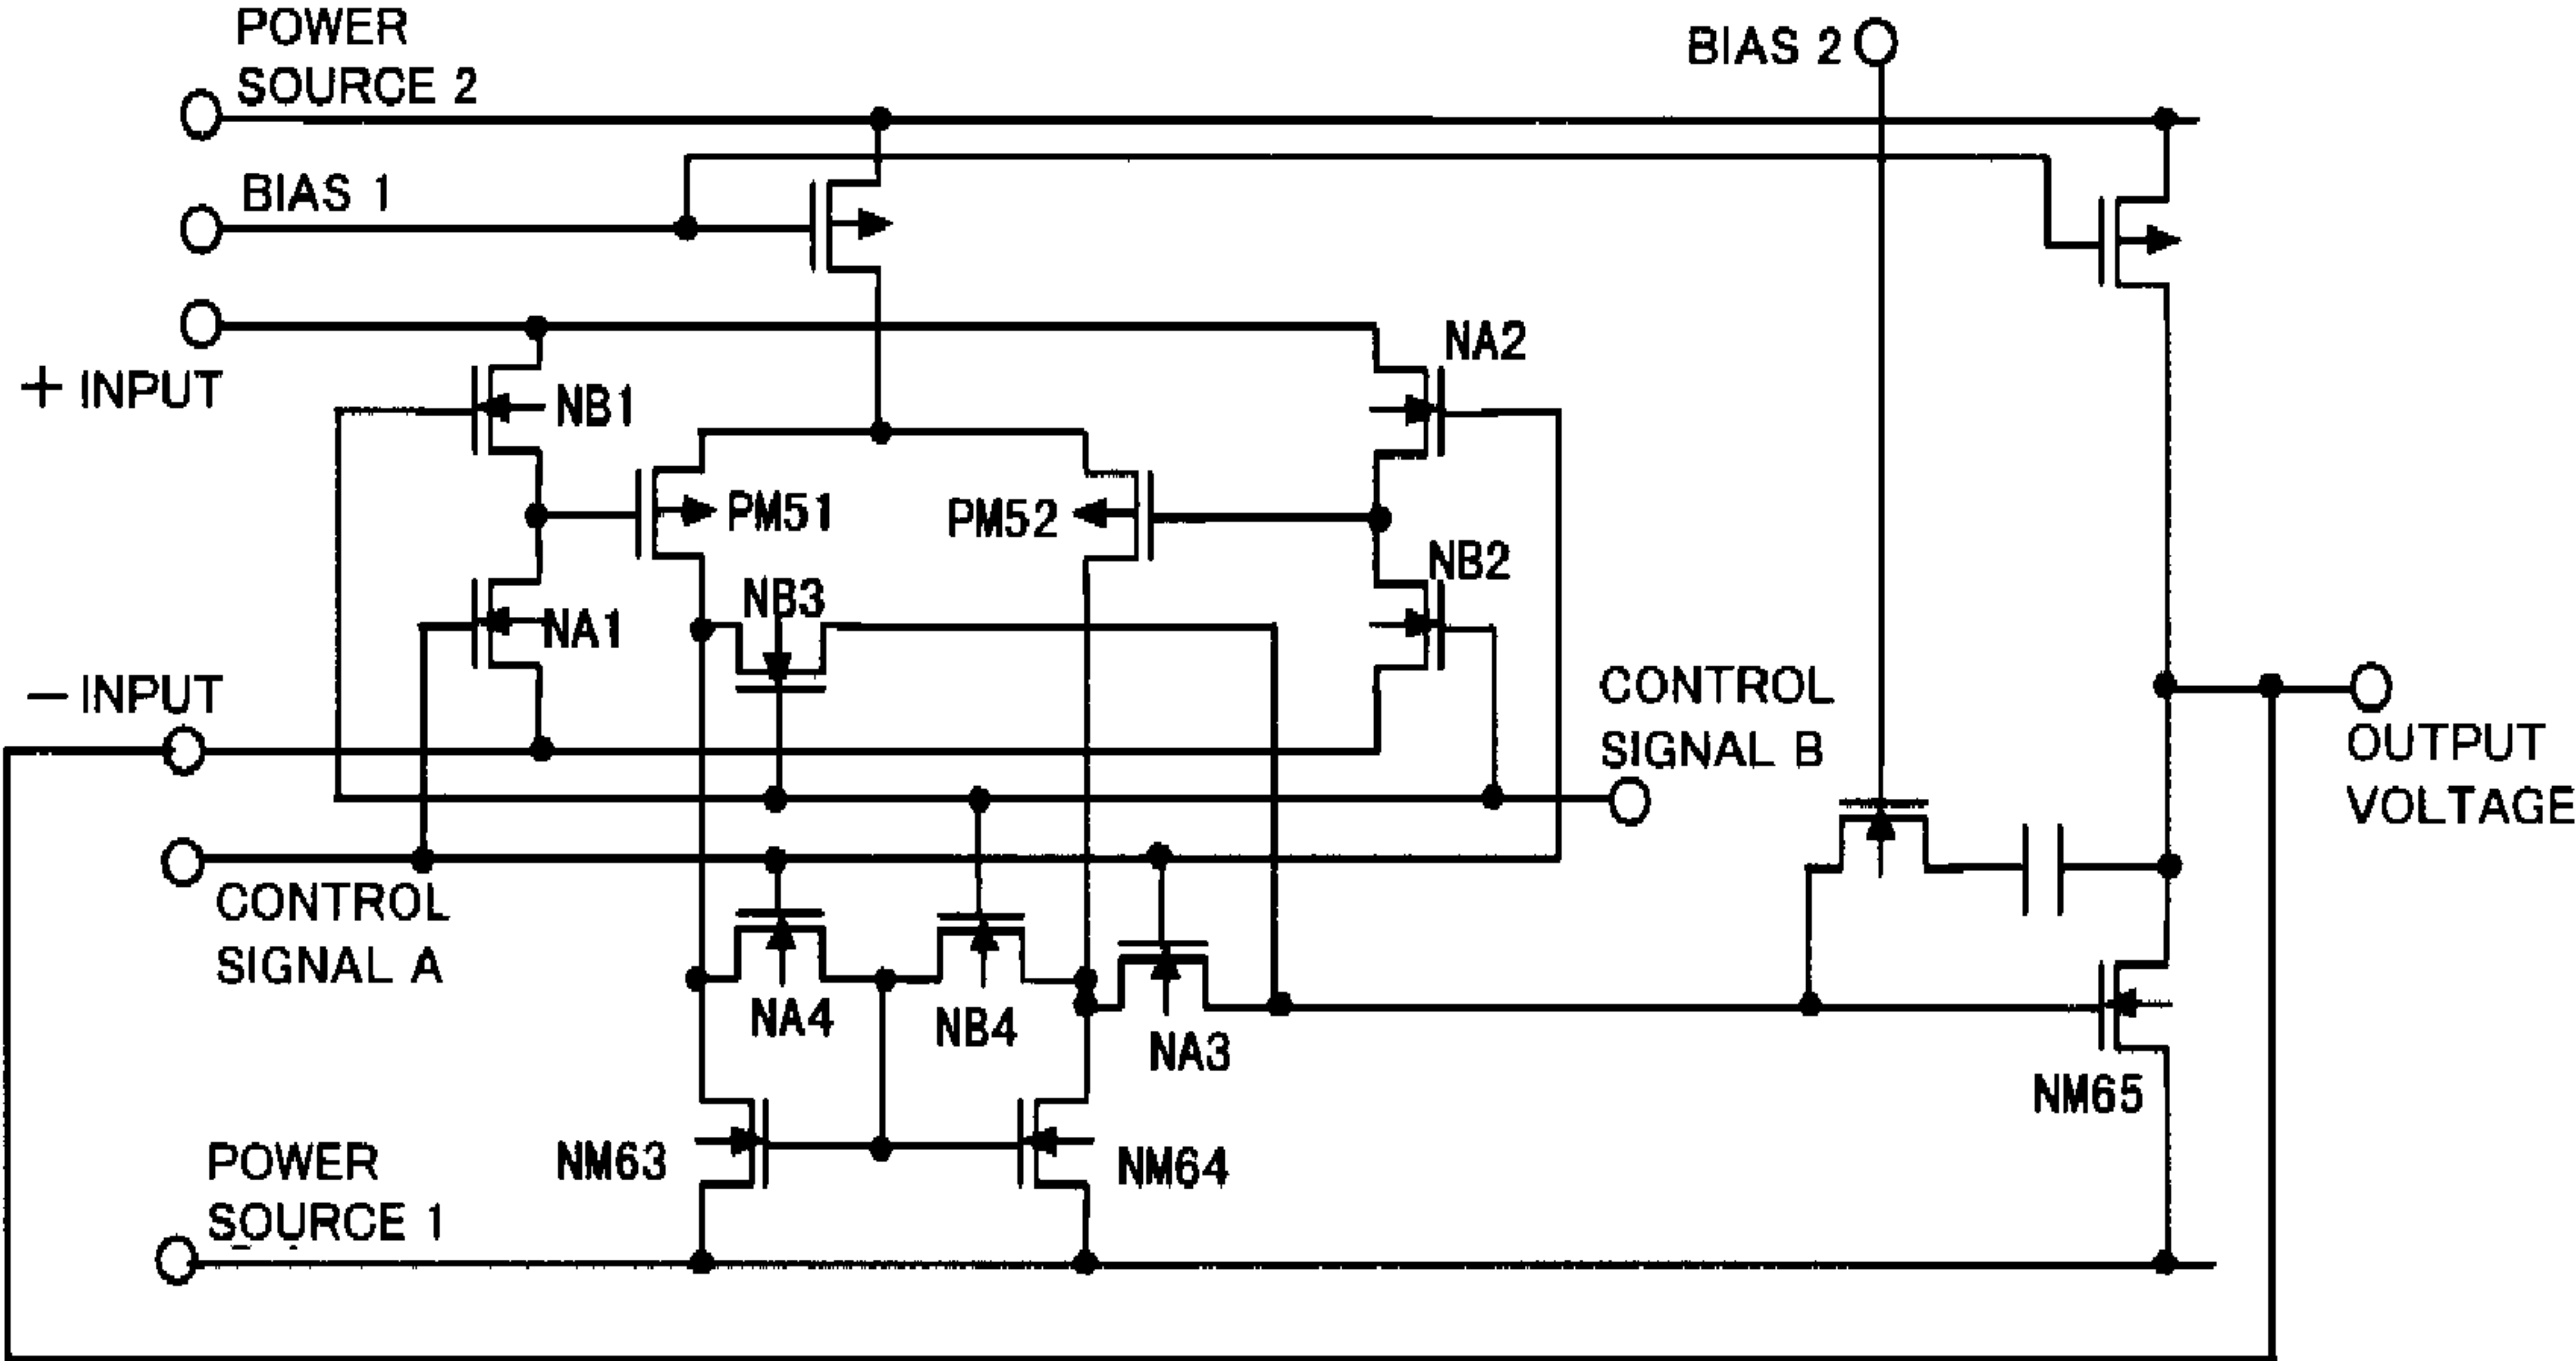 POWER
SOURCE 2
BIAS 2
BIAS 1
+ INPUT
NB1
NA2
PM51
PM52
NB3
NB2
NA1
− INPUT
CONTROL
SIGNAL B
OUTPUT
VOLTAGE
CONTROL
SIGNAL A
NA4
NB4
NA3
NM65
NM63
NM64
POWER
SOURCE 1